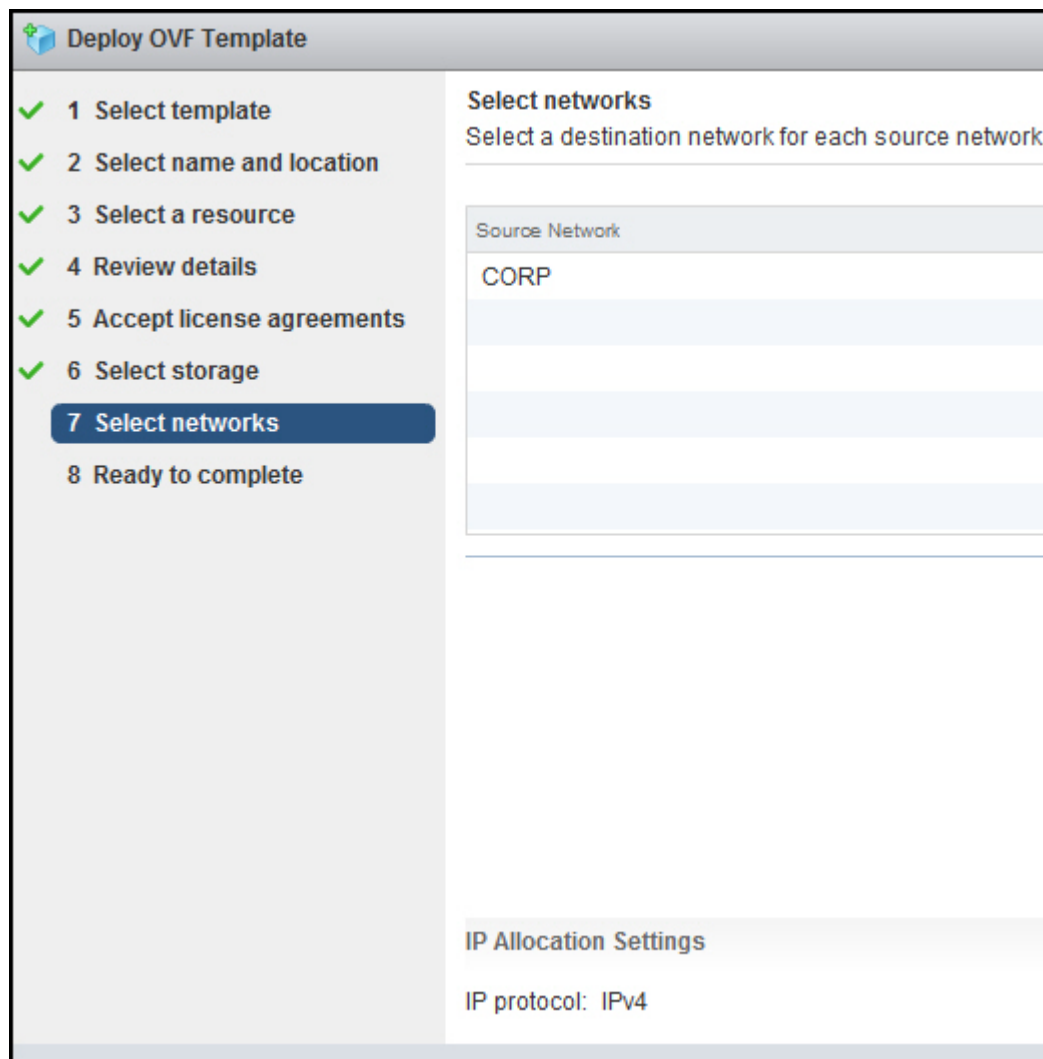 Deploy OVF Template
1 Select template
2 Select name and location
3 Select a resource
4 Review details
5 Accept license agreements
6 Select storage
7 Select networks
8 Ready to complete
Select networks
Select a destination network for each source network
Source Network
CORP
IP Allocation Settings
IP protocol: IPv4